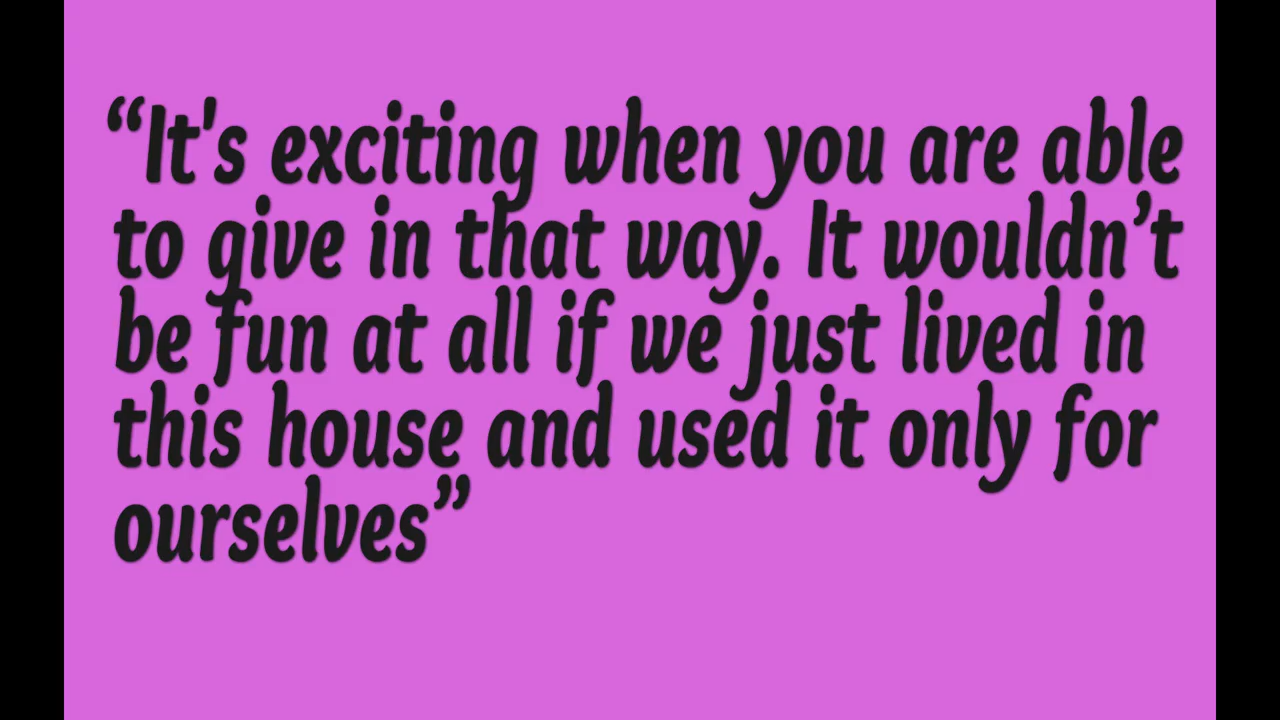 “It's exciting when you are able
to give in that way. It wouldn’t
be fun at all if we just lived in
this house and used it only for
ourselves”